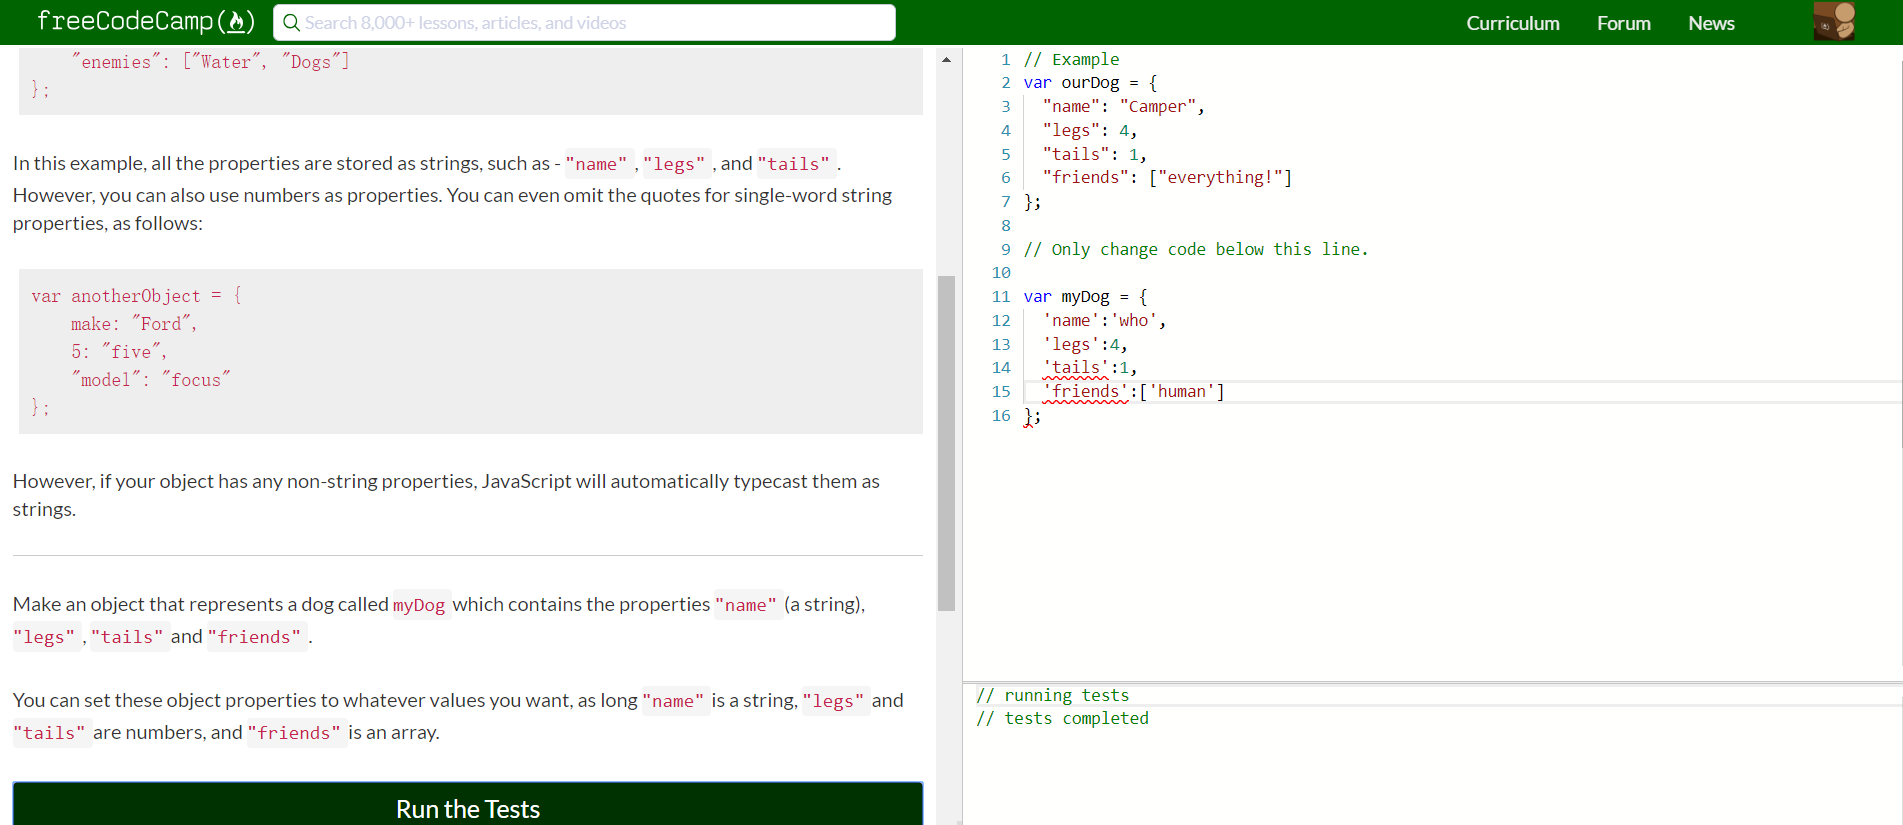 freeCodeCamp
Search 8,000+ lessons, articles, and videos
Curriculum Forum News
"enemies": ["Water", "Dogs"]
};
In this example, all the properties are stored as strings, such as - "name" , "legs" , and "tails" .
However, you can also use numbers as properties. You can even omit the quotes for single-word string
properties, as follows:
var anotherObject = {
make: "Ford",
5: "five",
"model": "focus"
};
However, if your object has any non-string properties, JavaScript will automatically typecast them as
strings.
Make an object that represents a dog called myDog which contains the properties "name" (a string),
"legs" , "tails" and "friends" .
You can set these object properties to whatever values you want, as long "name" is a string, "legs" and
"tails" are numbers, and "friends" is an array.
Run the Tests
1 // Example
2 var ourDog = {
3 "name": "Camper",
4 "legs": 4,
5 "tails": 1,
6 "friends": ["everything!"]
7 };
8
9 // Only change code below this line.
10
11 var myDog = {
12 'name':'who',
13 'legs':4,
14 'tails':1,
15 'friends':['human']
16 };
// running tests
// tests completed